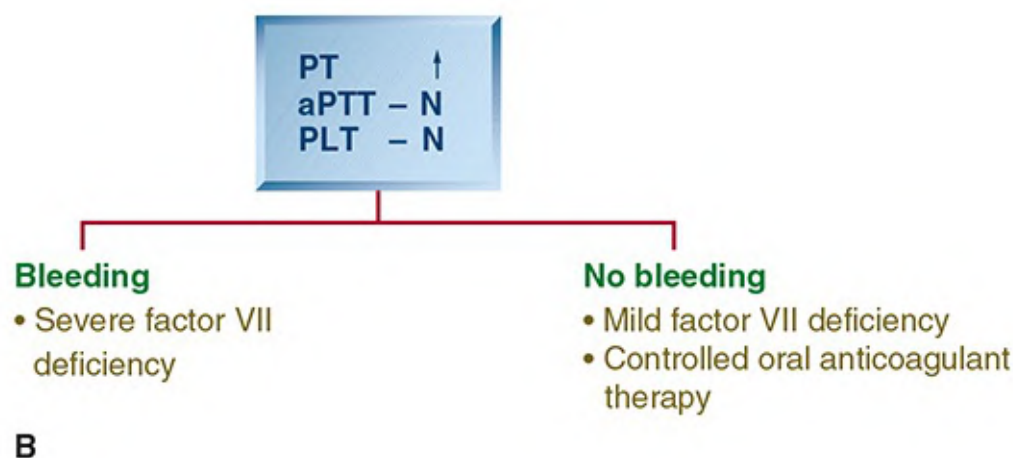 PT ↑
aPTT – N
PLT – N
Bleeding
• Severe factor VII
deficiency
No bleeding
• Mild factor VII deficiency
• Controlled oral anticoagulant
therapy
B